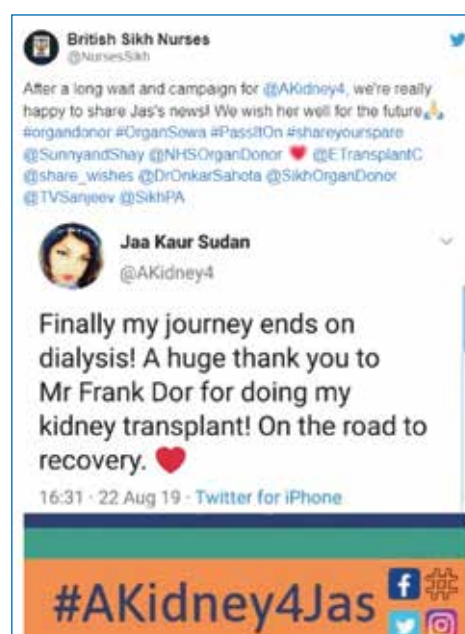 British Sikh Nurses
@NursesSikh
After a long wait and campaign for @AKidney4, we're really
happy to share Jas's news! We wish her well for the future🙏
#organdonor #OrganSewa #PassItOn #shareyourspare
@SunnyandShay @NHSOrganDonor ❤️ @ETransplantC
@share_wishes @DrOnkarSahota @SikhOrganDonor
@TVSanjeev @SikhPA
Jaa Kaur Sudan
@AKidney4
Finally my journey ends on
dialysis! A huge thank you to
Mr Frank Dor for doing my
kidney transplant! On the road to
recovery. ❤️
16:31 · 22 Aug 19 · Twitter for iPhone
#AKidney4Jas